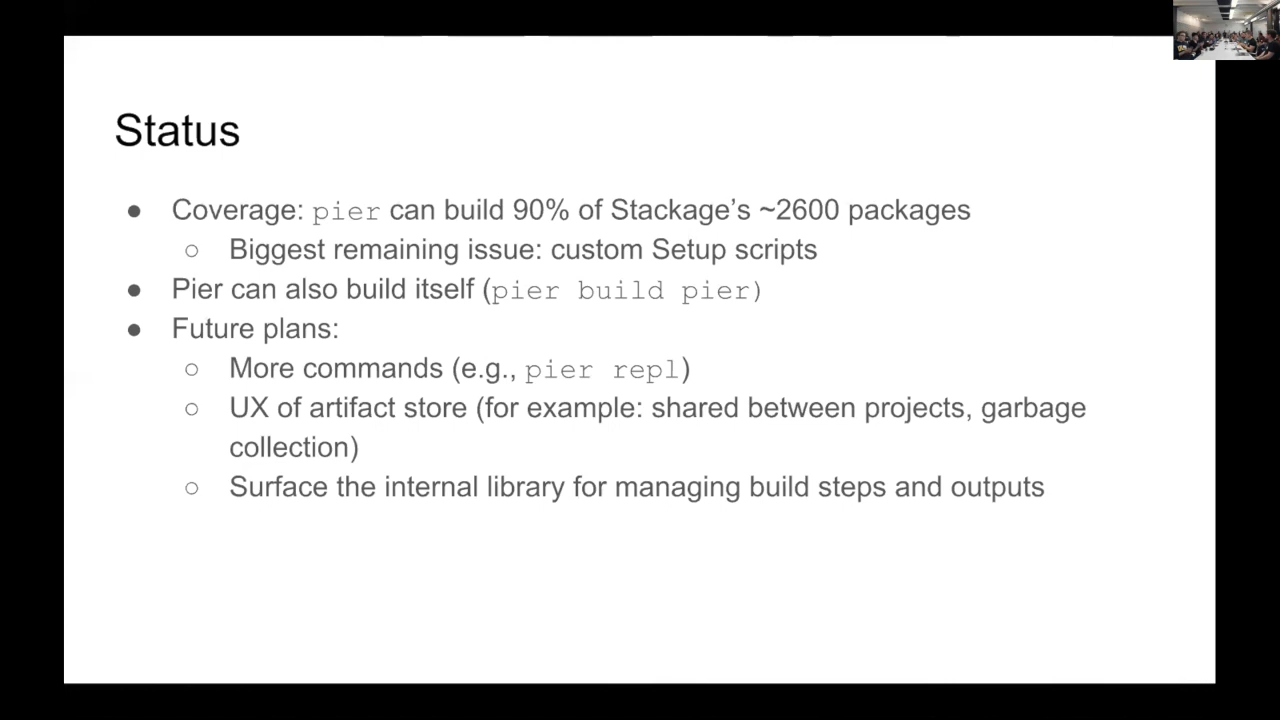 Status
● Coverage: pier can build 90% of Stackage’s ~2600 packages
○ Biggest remaining issue: custom Setup scripts
● Pier can also build itself (pier build pier)
● Future plans:
○ More commands (e.g., pier repl)
○ UX of artifact store (for example: shared between projects, garbage
collection)
○ Surface the internal library for managing build steps and outputs